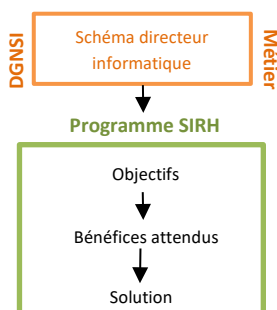 DGNSI
Schéma directeur
informatique
Métier
Programme SIRH
Objectifs
Bénéfices attendus
Solution